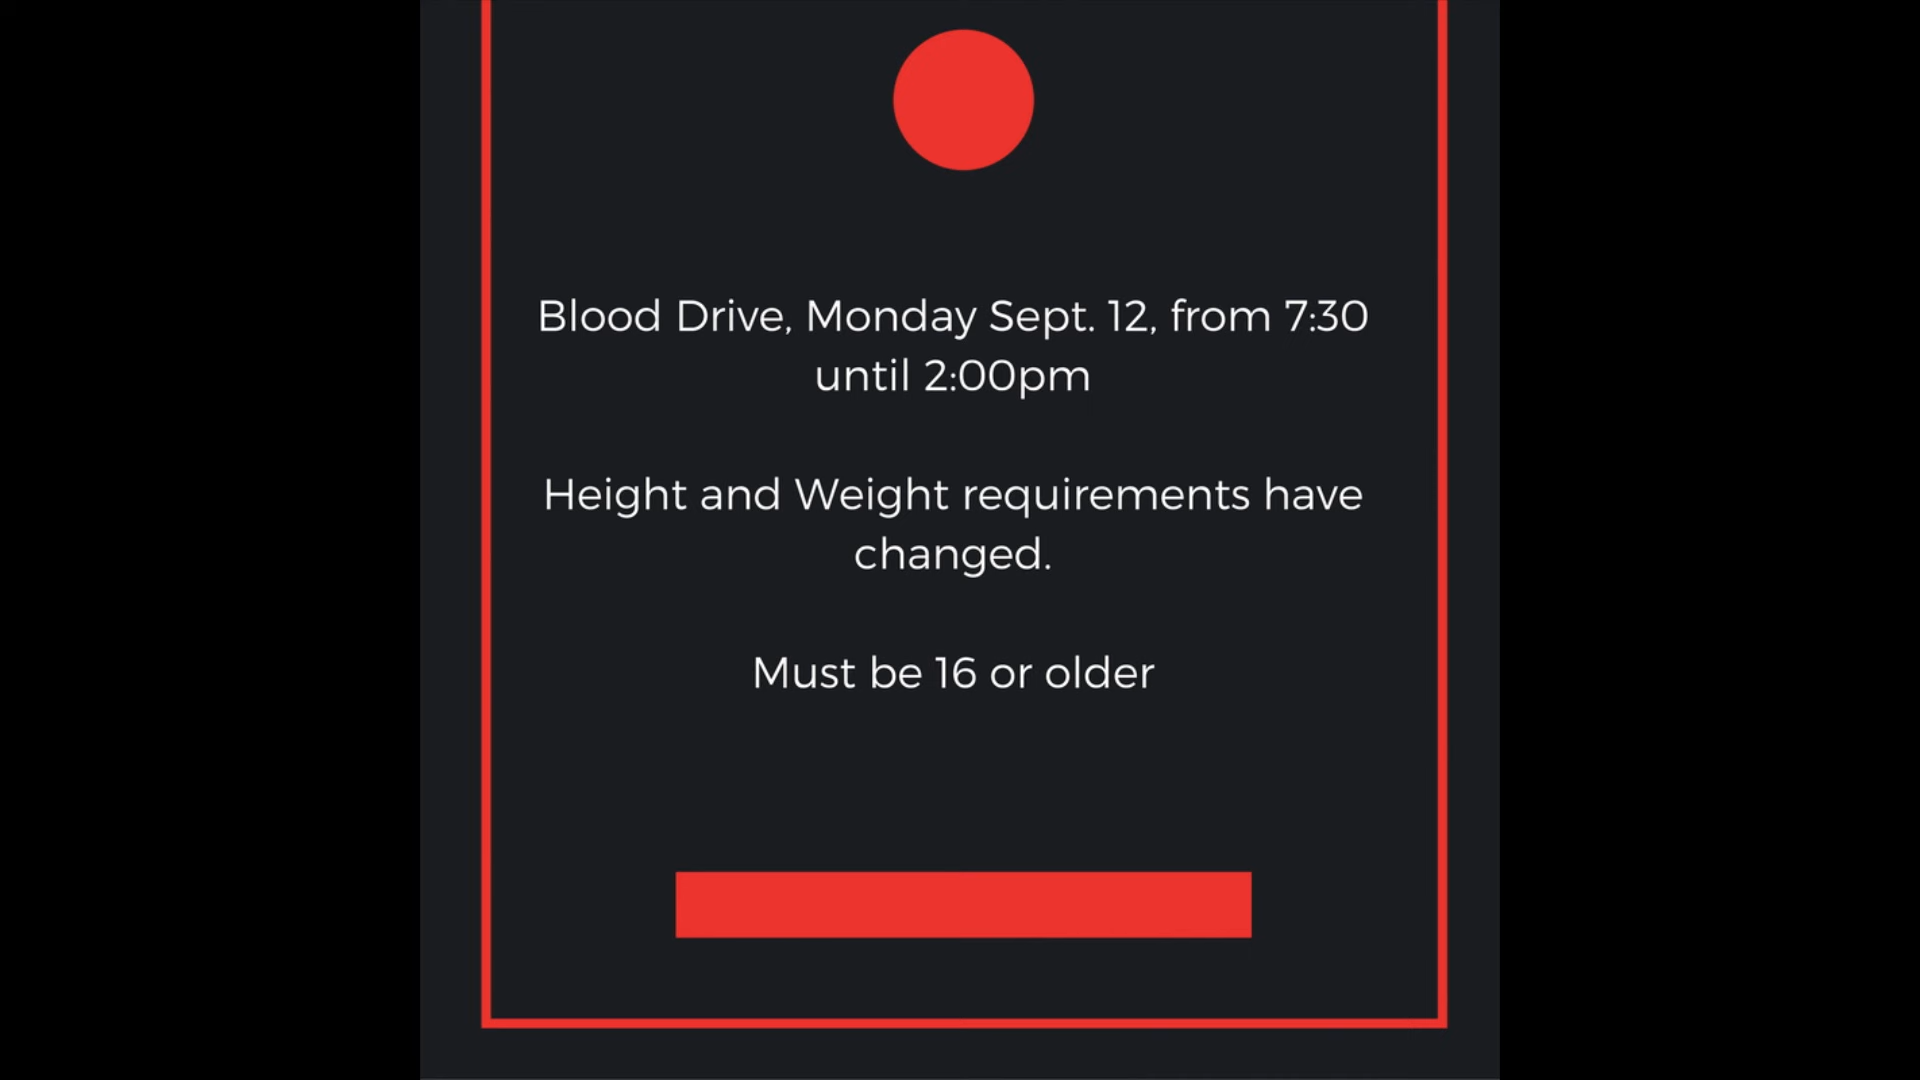 Blood Drive, Monday Sept. 12, from 7:30
until 2:00pm
Height and Weight requirements have
changed.
Must be 16 or older